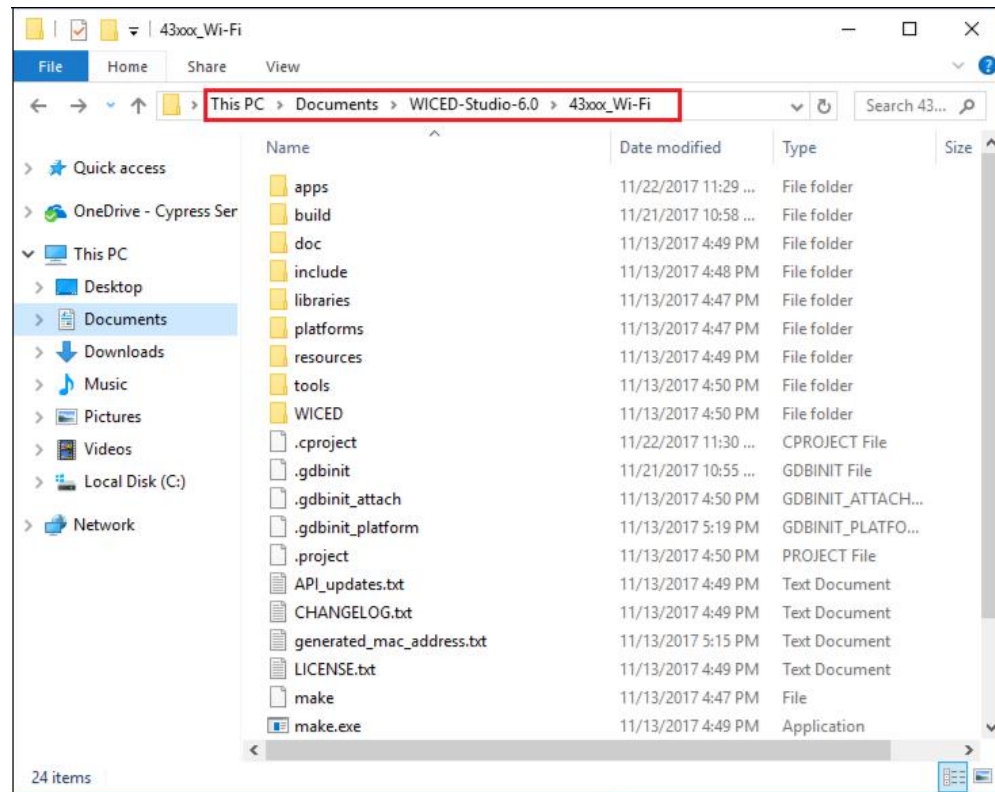 43xxx_Wi-Fi
File Home Share View
This PC > Documents > WICED-Studio-6.0 > 43xxx_Wi-Fi Search 43...
Name Date modified Type Size
Quick access
OneDrive - Cypress Ser
This PC
Desktop
Documents
Downloads
Music
Pictures
Videos
Local Disk (C:)
Network
apps 11/22/2017 11:29 ... File folder
build 11/21/2017 10:58 ... File folder
doc 11/13/2017 4:49 PM File folder
include 11/13/2017 4:48 PM File folder
libraries 11/13/2017 4:47 PM File folder
platforms 11/13/2017 4:47 PM File folder
resources 11/13/2017 4:49 PM File folder
tools 11/13/2017 4:50 PM File folder
WICED 11/13/2017 4:50 PM File folder
.cproject 11/22/2017 11:30 ... CPROJECT File
.gdbinit 11/21/2017 10:55 ... GDBINIT File
.gdbinit_attach 11/13/2017 4:50 PM GDBINIT_ATTACH...
.gdbinit_platform 11/13/2017 5:19 PM GDBINIT_PLATFO...
.project 11/13/2017 4:50 PM PROJECT File
API_updates.txt 11/13/2017 4:49 PM Text Document
CHANGELOG.txt 11/13/2017 4:49 PM Text Document
generated_mac_address.txt 11/13/2017 5:15 PM Text Document
LICENSE.txt 11/13/2017 4:49 PM Text Document
make 11/13/2017 4:47 PM File
make.exe 11/13/2017 4:49 PM Application
24 items